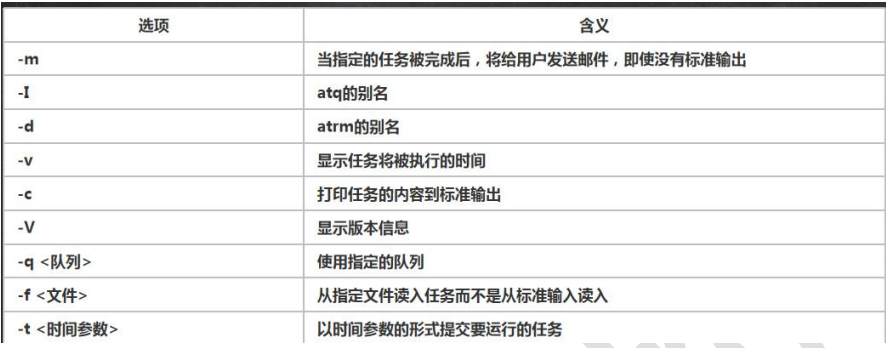 选项 含义
-m 当指定的任务被完成后，将给用户发送邮件，即使没有标准输出
-I atq的别名
-d atrm的别名
-v 显示任务将被执行的时间
-c 打印任务的内容到标准输出
-V 显示版本信息
-q <队列> 使用指定的队列
-f <文件> 从指定文件读入任务而不是从标准输入读入
-t <时间参数> 以时间参数的形式提交要运行的任务